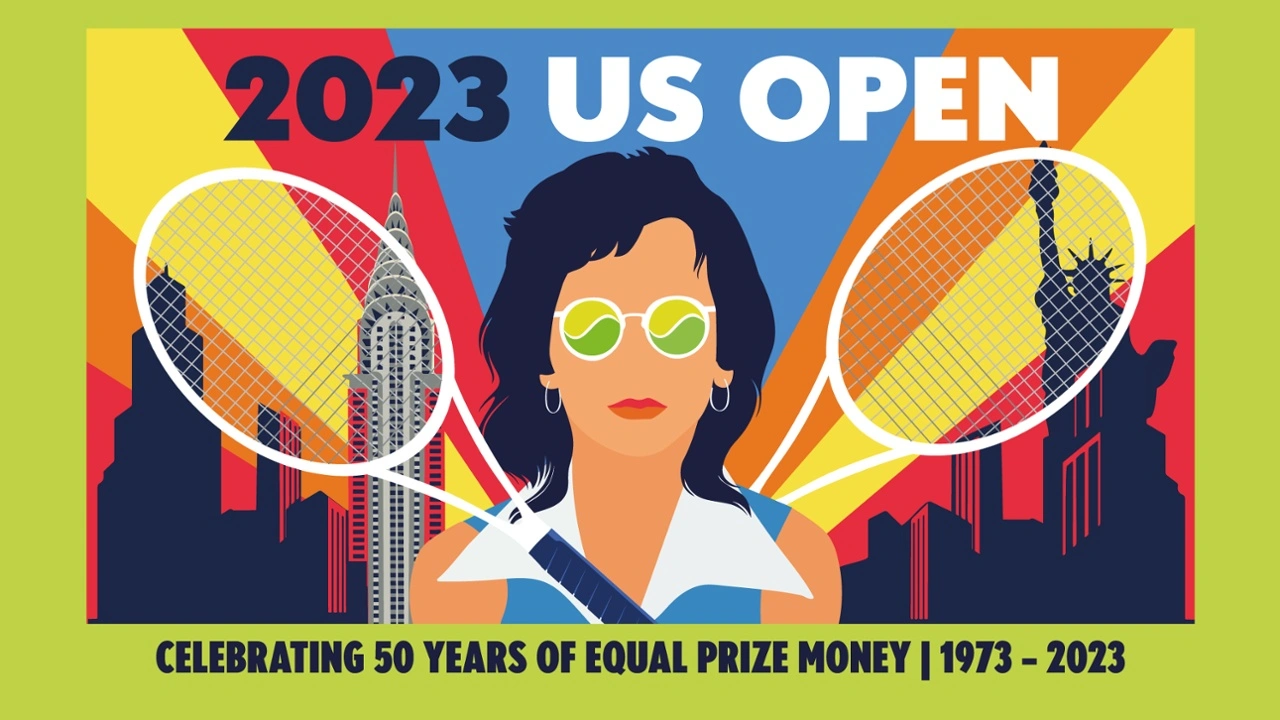 2023 US OPEN
CELEBRATING 50 YEARS OF EQUAL PRIZE MONEY | 1973 – 2023